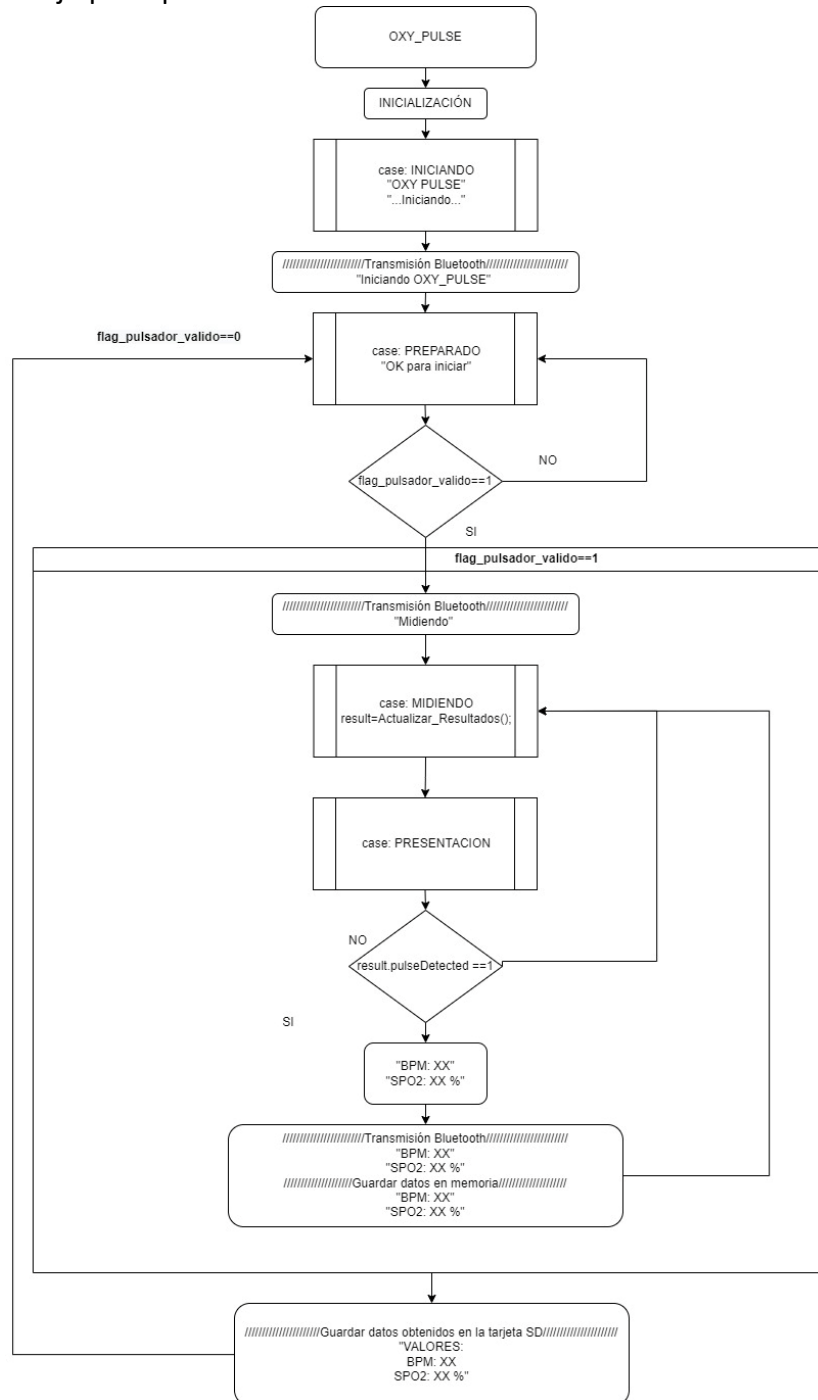 OXY_PULSE
INICIALIZACIÓN
case: INICIANDO
"OXY PULSE"
"...Iniciando..."
////////////////////////Transmisión Bluetooth////////////////////////
"Iniciando OXY_PULSE"
flag_pulsador_valido==0
case: PREPARADO
"OK para iniciar"
NO
flag_pulsador_valido==1
SI
flag_pulsador_valido==1
////////////////////////Transmisión Bluetooth////////////////////////
"Midiendo"
case: MIDIENDO
result=Actualizar_Resultados();
case: PRESENTACION
NO
result.pulseDetected ==1
SI
"BPM: XX"
"SPO2: XX %"
////////////////////////Transmisión Bluetooth////////////////////////
"BPM: XX"
"SPO2: XX %"
////////////////////Guardar datos en memoria////////////////////
"BPM: XX"
"SPO2: XX %"
//////////////////////Guardar datos obtenidos en la tarjeta SD//////////////////////
"VALORES:
BPM: XX
SPO2: XX %"